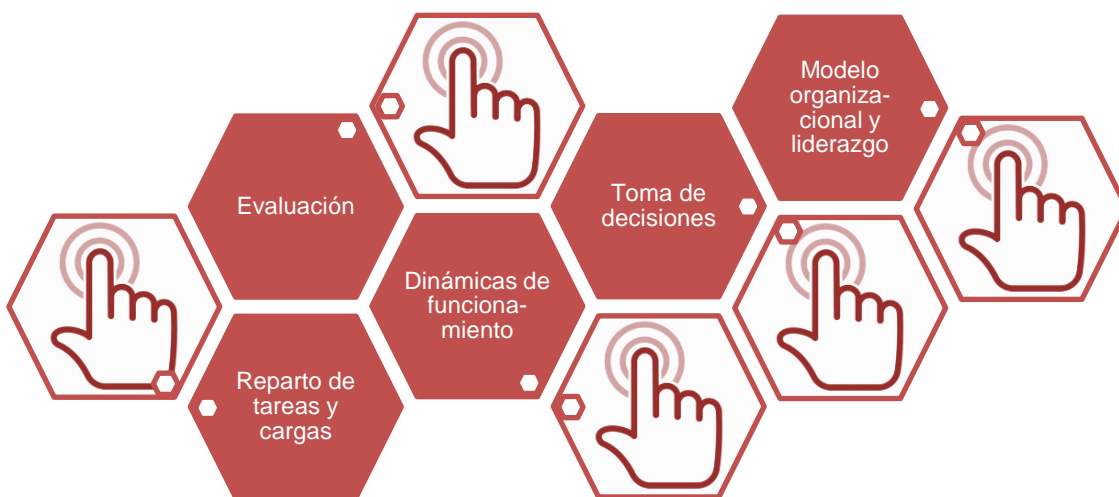 Modelo
organiza-
cional y
liderazgo
Evaluación
Toma de
decisiones
Dinámicas de
funciona-
miento
Reparto de
tareas y
cargas